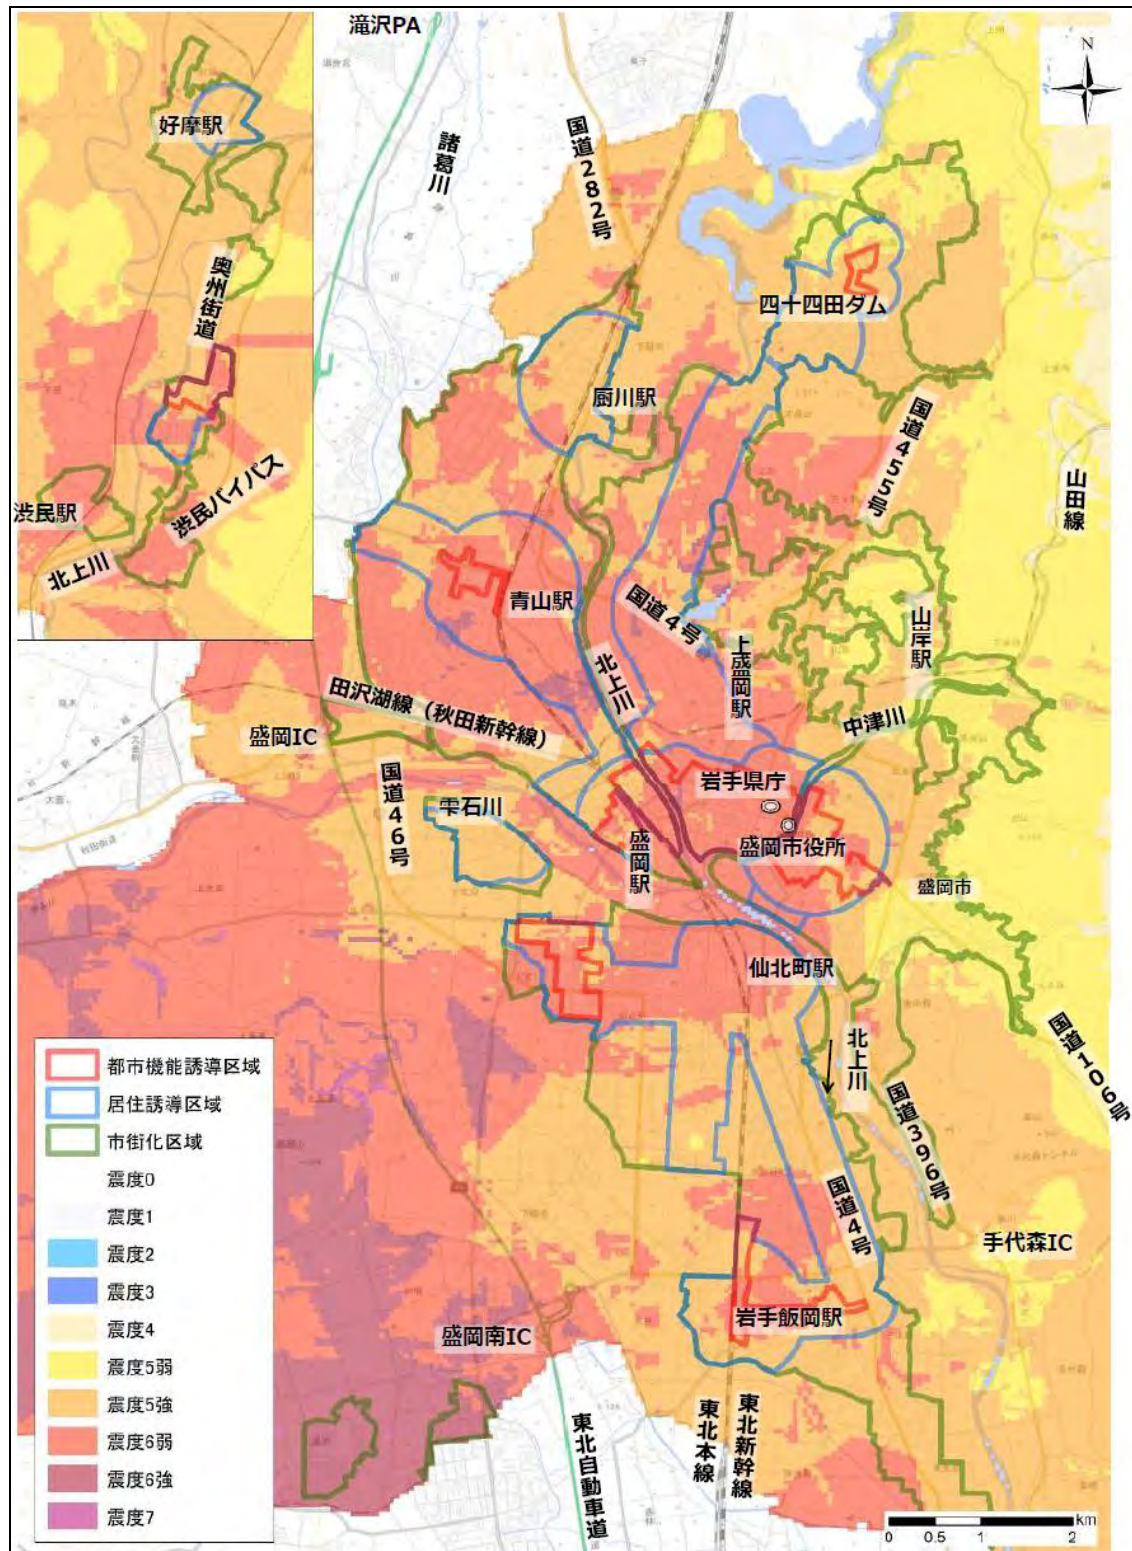 滝沢PA
N
諸葛川
国道282号
好摩駅
奥州街道
四十四田ダム
厨川駅
国道455号
山田線
渋民バイパス
渋民駅
北上川
青山駅
国道4号
上盛岡駅
山岸駅
北上川
田沢湖線（秋田新幹線）
中津川
盛岡IC
国道46号
雫石川
岩手県庁
盛岡駅
盛岡市役所
盛岡市
秋田街道
仙北町駅
北上川
国道106号
国道396号
国道4号
手代森IC
岩手飯岡駅
盛岡南IC
東北自動車道
東北本線
東北新幹線
都市機能誘導区域
居住誘導区域
市街化区域
震度0
震度1
震度2
震度3
震度4
震度5弱
震度5強
震度6弱
震度6強
震度7
km
0 0.5 1 2